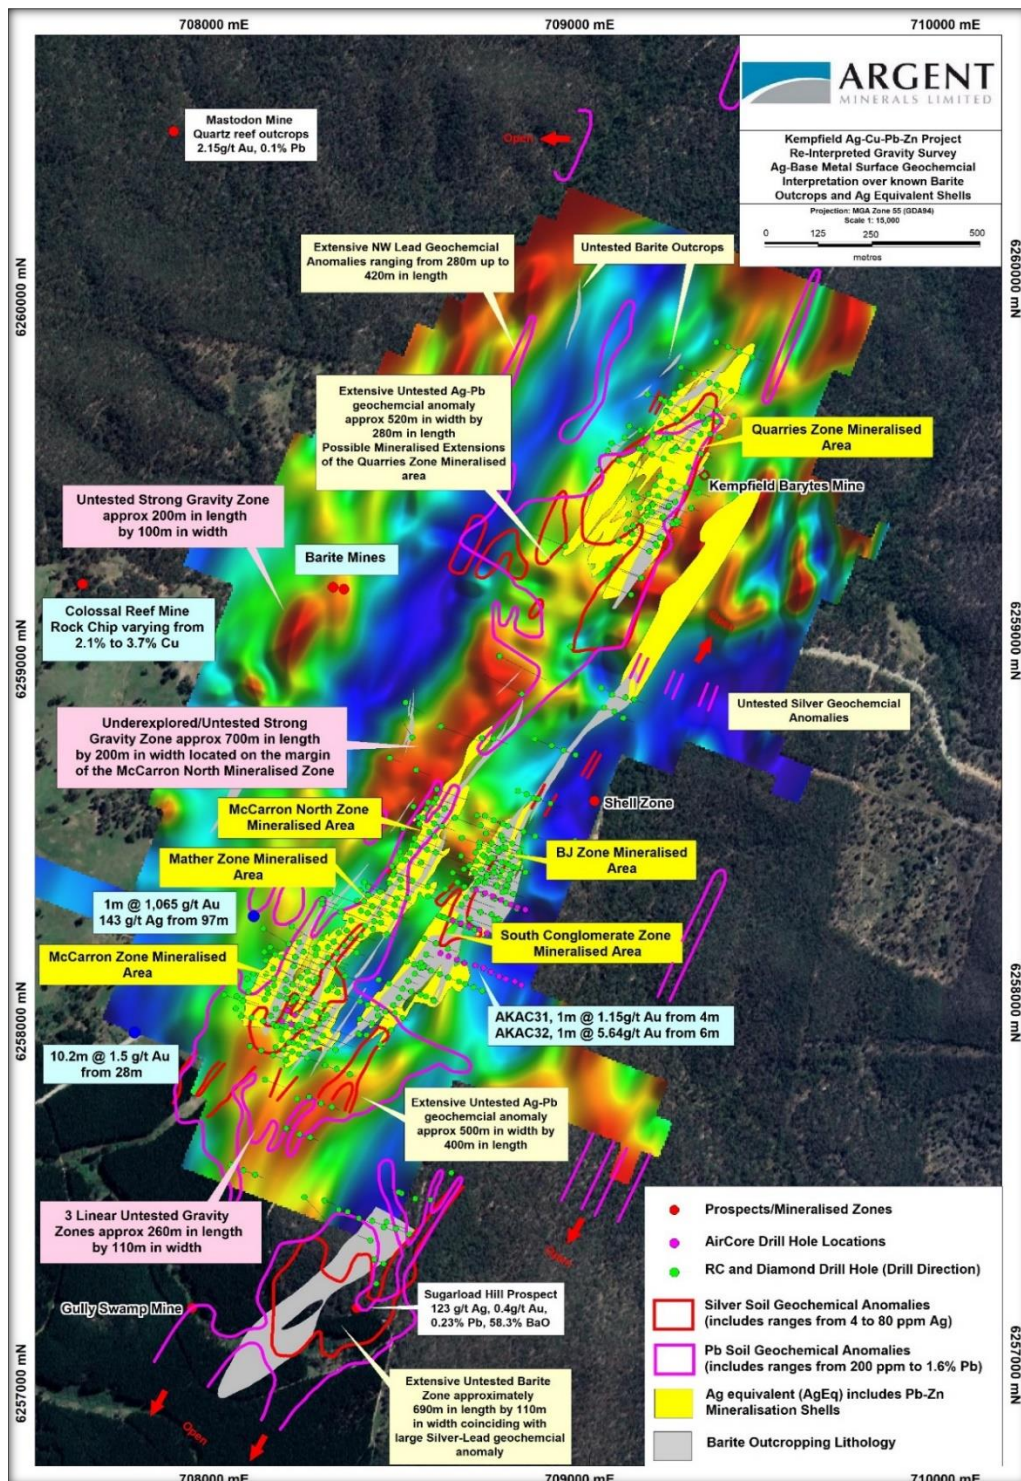 708000 mE
709000 mE
710000 mE
ARGENT
MINERALS LIMITED
Kempfield Ag-Cu-Pb-Zn Project
Re-Interpreted Gravity Survey
Ag-Base Metal Surface Geochemcial
Interpretation over known Barite
Outcrops and Ag Equivalent Shells
Projection: MGA Zone 55 (GDA94)
Scale 1: 15,000
0 125 250 500
metres
Mastodon Mine
Quartz reef outcrops
2.15g/t Au, 0.1% Pb
Open
Extensive NW Lead Geochemcial
Anomalies ranging from 280m up to
420m in length
Untested Barite Outcrops
6260000 mN
6260000 mN
Extensive Untested Ag-Pb
geochemcial anomaly
approx 520m in width by
280m in length
Possible Mineralised Extensions
of the Quarries Zone Mineralised
area
Quarries Zone Mineralised
Area
Kempfield Barytes Mine
Untested Strong Gravity Zone
approx 200m in length
by 100m in width
Barite Mines
Colossal Reef Mine
Rock Chip varying from
2.1% to 3.7% Cu
6259000 mN
6259000 mN
Open
Untested Silver Geochemcial
Anomalies
Underexplored/Untested Strong
Gravity Zone approx 700m in length
by 200m in width located on the margin
of the McCarron North Mineralised Zone
Shell Zone
McCarron North Zone
Mineralised Area
Mather Zone Mineralised
Area
BJ Zone Mineralised
Area
1m @ 1,065 g/t Au
143 g/t Ag from 97m
South Conglomerate Zone
Mineralised Area
McCarron Zone Mineralised
Area
6258000 mN
6258000 mN
AKAC31, 1m @ 1.15g/t Au from 4m
AKAC32, 1m @ 5.64g/t Au from 6m
10.2m @ 1.5 g/t Au
from 28m
Extensive Untested Ag-Pb
geochemcial anomaly
approx 500m in width by
400m in length
3 Linear Untested Gravity
Zones approx 260m in length
by 110m in width
Open
Gully Swamp Mine
Sugarload Hill Prospect
123 g/t Ag, 0.4g/t Au,
0.23% Pb, 58.3% BaO
6257000 mN
6257000 mN
Extensive Untested Barite
Zone approximately
690m in length by 110m
in width coinciding with
large Silver-Lead geochemcial
anomaly
Open
Prospects/Mineralised Zones
AirCore Drill Hole Locations
RC and Diamond Drill Hole (Drill Direction)
Silver Soil Geochemical Anomalies
(includes ranges from 4 to 80 ppm Ag)
Pb Soil Geochemical Anomalies
(includes ranges from 200 ppm to 1.6% Pb)
Ag equivalent (AgEq) includes Pb-Zn
Mineralisation Shells
Barite Outcropping Lithology
708000 mE
709000 mE
710000 mE